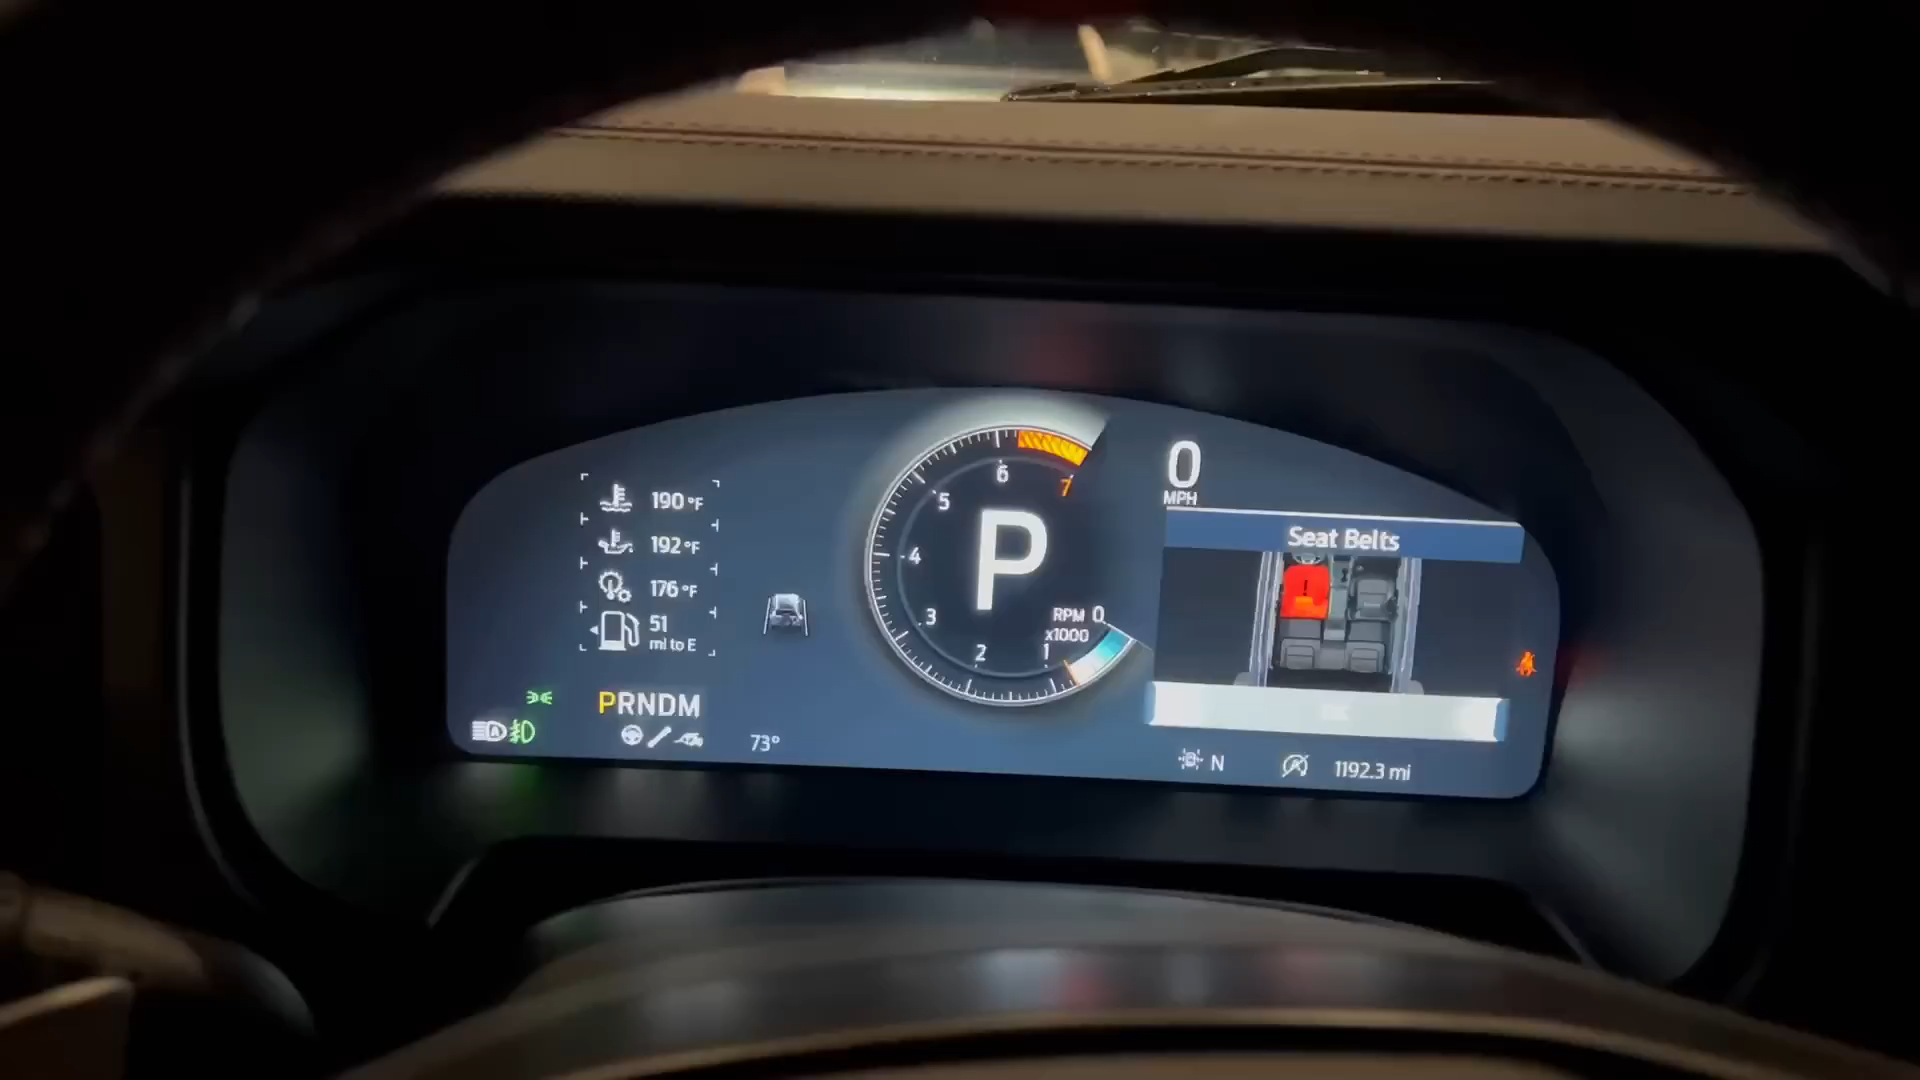 190 °F
192 °F
176 °F
51
mi to E
PRNDM
73°
7
6
5
4
3
2
1
P
RPM 0
x1000
0
MPH
Seat Belts
N
1192.3 mi